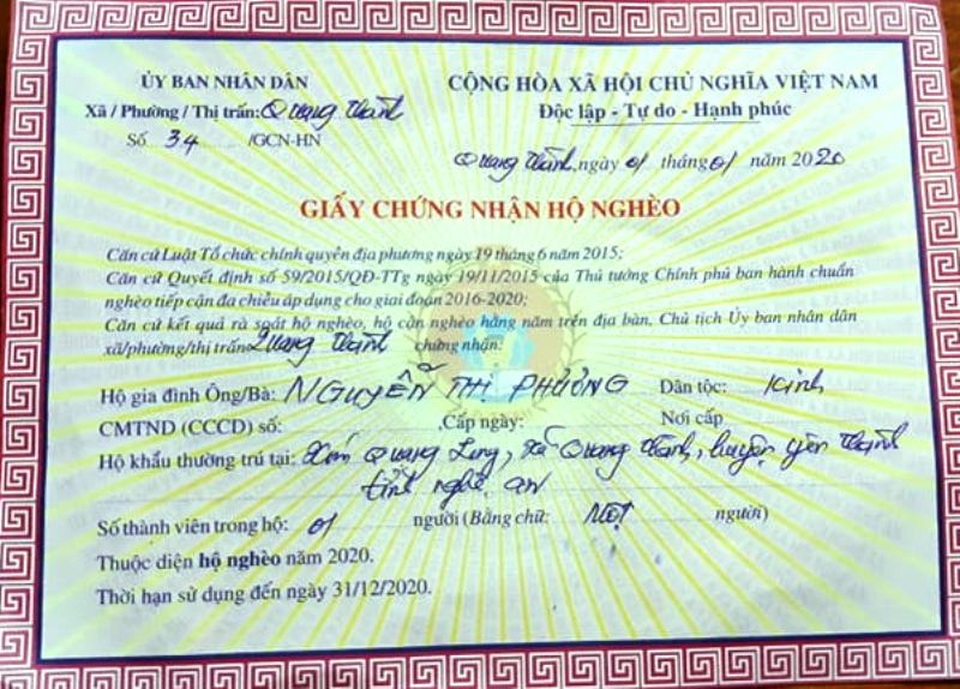 ỦY BAN NHÂN DÂN
Xã / Phường / Thị trấn: Quang Thành
Số 34 /GCN-HN
CỘNG HÒA XÃ HỘI CHỦ NGHĨA VIỆT NAM
Độc lập - Tự do - Hạnh phúc
Quang Thành, ngày 01 tháng 01 năm 2020
GIẤY CHỨNG NHẬN HỘ NGHÈO
Căn cứ Luật Tổ chức chính quyền địa phương ngày 19 tháng 6 năm 2015;
Căn cứ Quyết định số 59/2015/QĐ-TTg ngày 19/11/2015 của Thủ tướng Chính phủ ban hành chuẩn
nghèo tiếp cận đa chiều áp dụng cho giai đoạn 2016-2020;
Căn cứ kết quả rà soát hộ nghèo, hộ cận nghèo hằng năm trên địa bàn, Chủ tịch Ủy ban nhân dân
xã/phường/thị trấn Quang Thành chứng nhận:
Hộ gia đình Ông/Bà: NGUYỄN THỊ PHƯƠNG Dân tộc: Kinh
CMTND (CCCD) số: ,Cấp ngày: Nơi cấp
Hộ khẩu thường trú tại: Xóm Quang Long, xã Quang Thành, huyện Yên Thành
tỉnh nghệ an
Số thành viên trong hộ: 01 người (Bằng chữ: Một người)
Thuộc diện hộ nghèo năm 2020.
Thời hạn sử dụng đến ngày 31/12/2020.